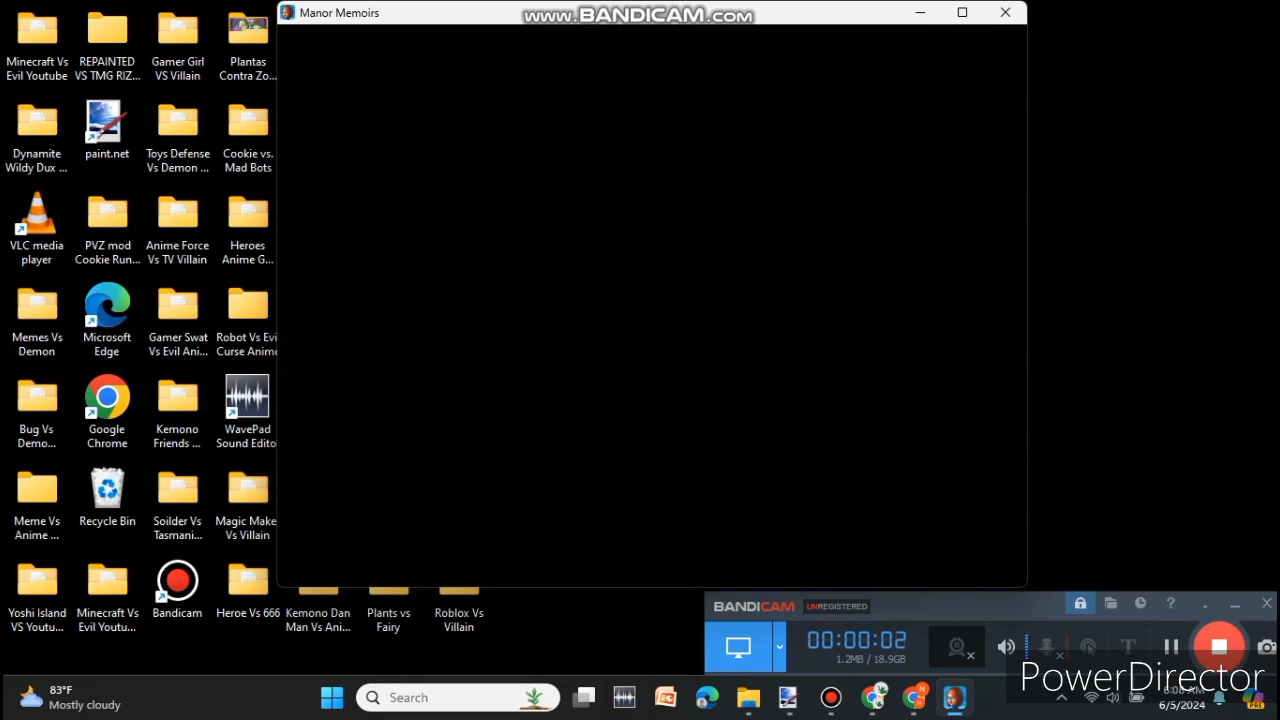 Manor Memoirs
www.BANDICAM.com
Minecraft Vs
Evil Youtube
REPAINTED
VS TMG RIZ...
Gamer Girl
VS Villain
Plantas
Contra Zo...
Dynamite
Wildy Dux ...
paint.net
Toys Defense
Vs Demon ...
Cookie vs.
Mad Bots
VLC media
player
PVZ mod
Cookie Run...
Anime Force
Vs TV Villain
Heroes
Anime G...
Memes Vs
Demon
Microsoft
Edge
Gamer Swat
Vs Evil Ani...
Robot Vs Evi
Curse Anime
Bug Vs
Demo...
Google
Chrome
Kemono
Friends ...
WavePad
Sound Edito
Meme Vs
Anime ...
Recycle Bin
Soilder Vs
Tasmani...
Magic Make
Vs Villain
Yoshi Island
VS Youtu...
Minecraft Vs
Evil Youtu...
Bandicam
Heroe Vs 666
Kemono Dan
Man Vs Ani...
Plants vs
Fairy
Roblox Vs
Villain
BANDICAM UNREGISTERED
00:00:02
1.2MB / 18.9GB
PowerDirector
83°F
Mostly cloudy
Search
6:08 AM
6/5/2024
PRE